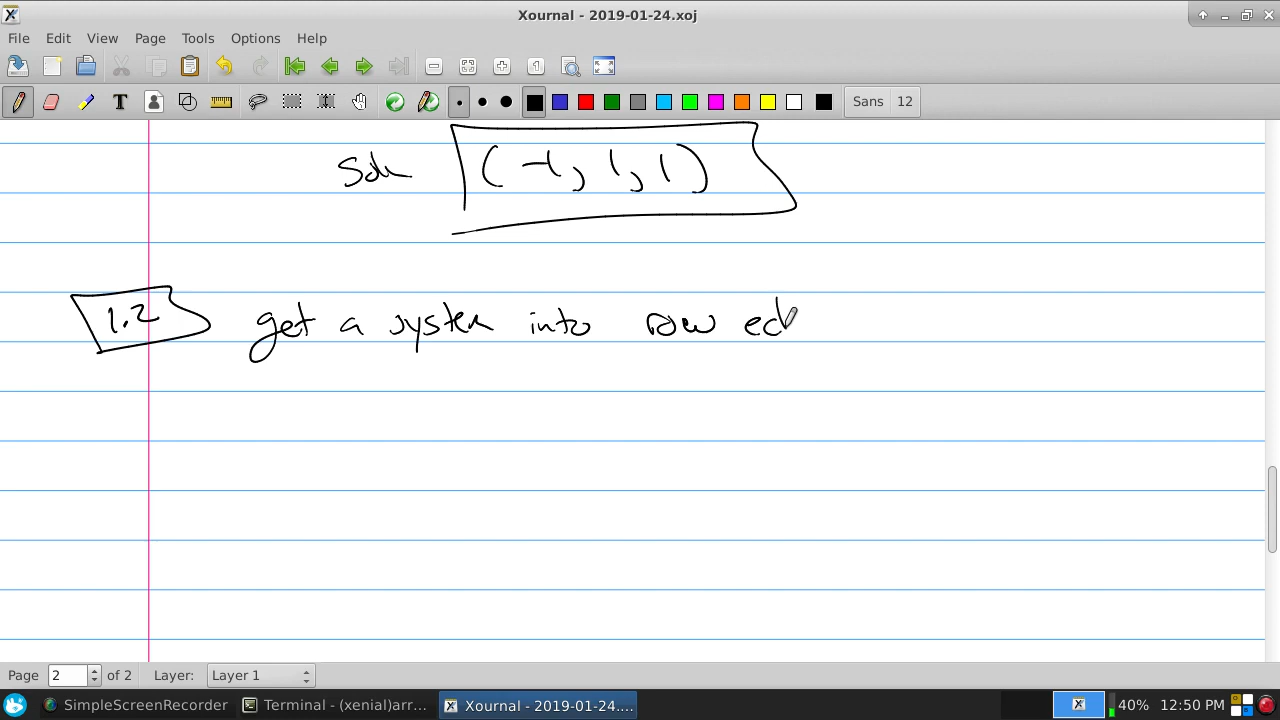 Xournal - 2019-01-24.xoj
File Edit View Page Tools Options Help
Sans 12
Soln (-1, 1, 1)
1.2 get a system into row ech
Page 2 of 2 Layer: Layer 1
SimpleScreenRecorder Terminal - (xenial)arr... Xournal - 2019-01-24.... 40% 12:50 PM